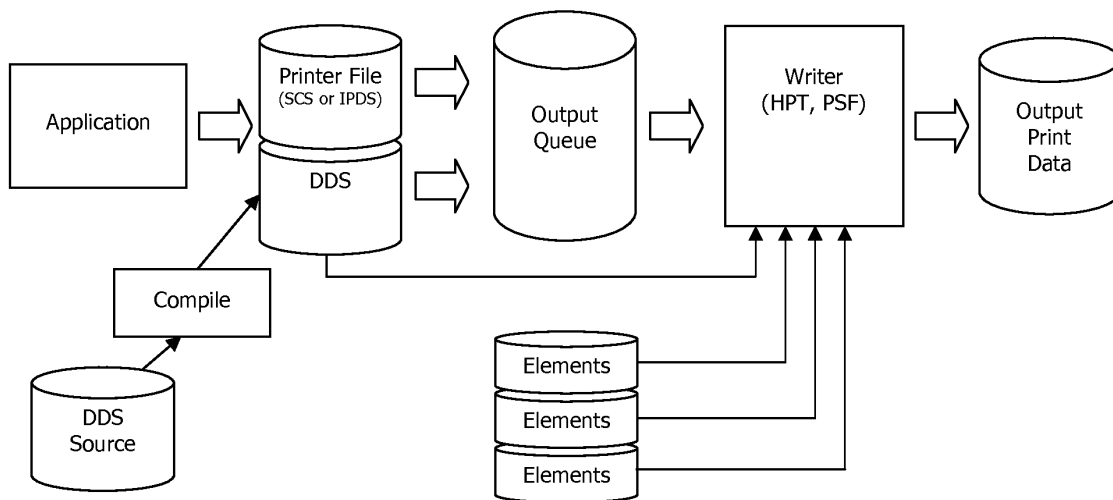 Application
Printer File
(SCS or IPDS)
DDS
Output
Queue
Writer
(HPT, PSF)
Output
Print
Data
Compile
DDS
Source
Elements
Elements
Elements